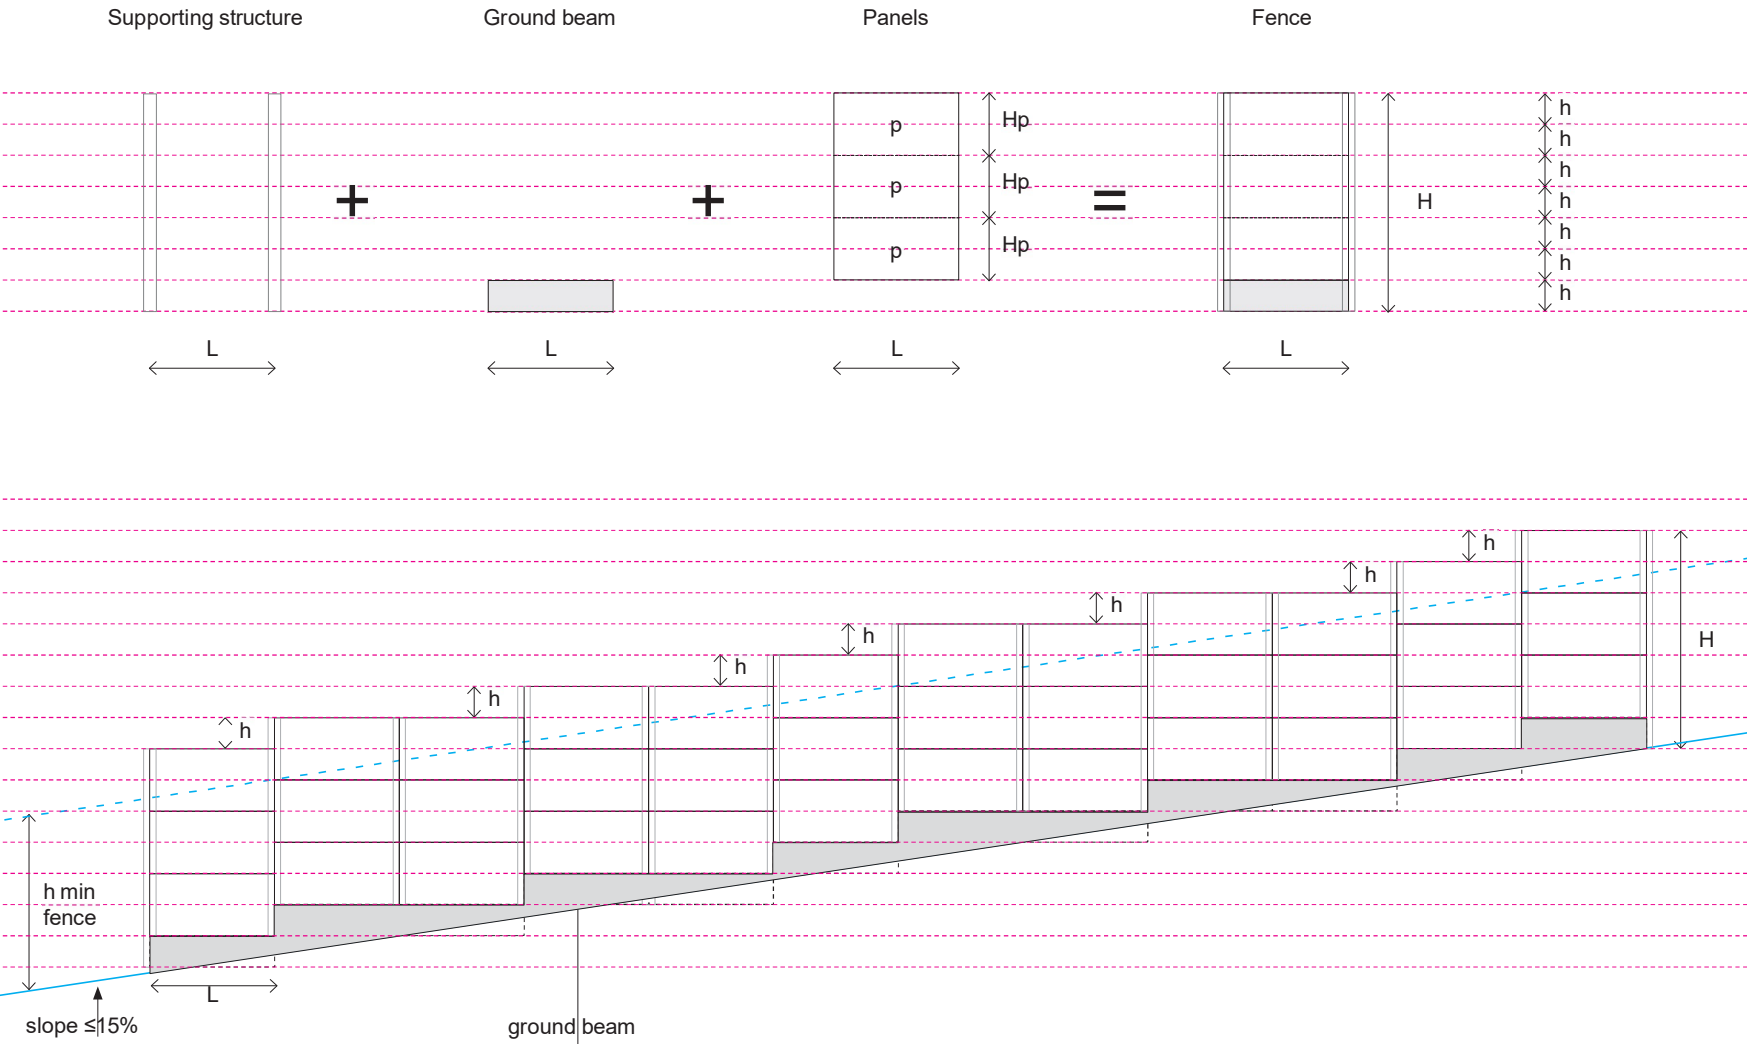 Supporting structure
Ground beam
Panels
Fence
+
+
=
p
p
p
Hp
Hp
Hp
H
h
h
h
h
h
h
h
L
L
L
L
h
h
h
h
h
h
h
h
H
h min
fence
L
slope ≤15%
ground beam